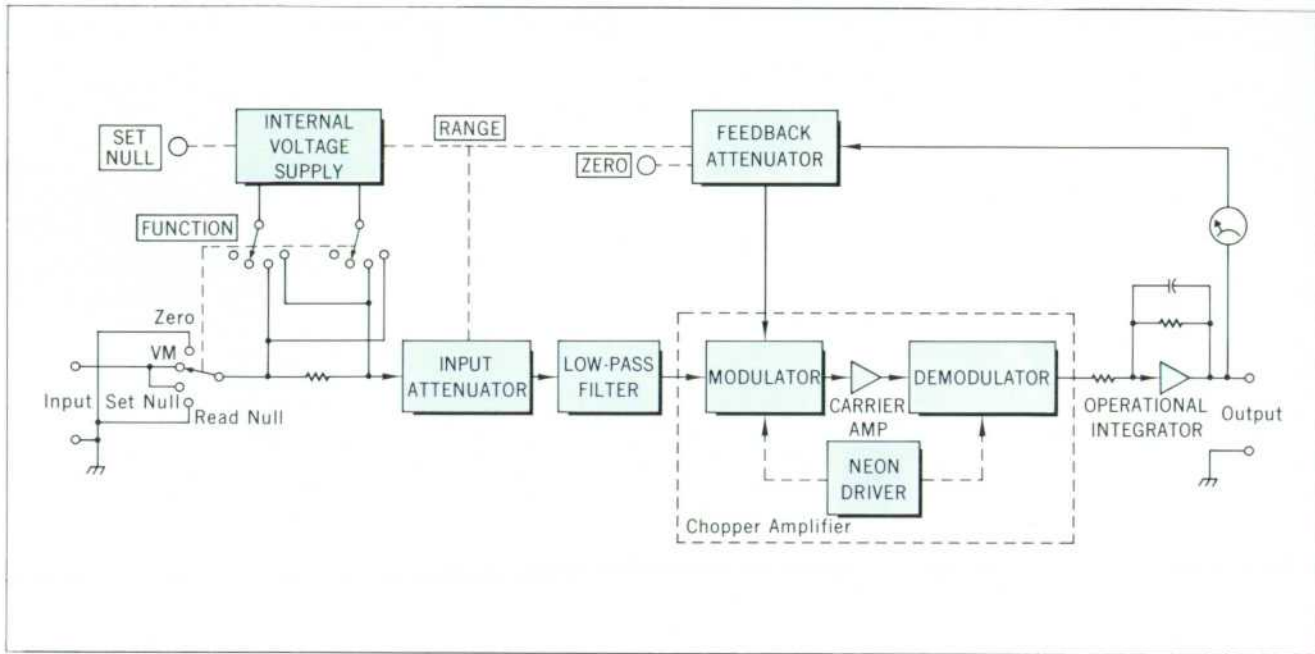 SET
NULL
INTERNAL
VOLTAGE
SUPPLY
RANGE
ZERO
FEEDBACK
ATTENUATOR
FUNCTION
Zero
VM
Input
Set Null
Read Null
INPUT
ATTENUATOR
LOW-PASS
FILTER
MODULATOR
CARRIER
AMP
DEMODULATOR
NEON
DRIVER
Chopper Amplifier
OPERATIONAL
INTEGRATOR
Output